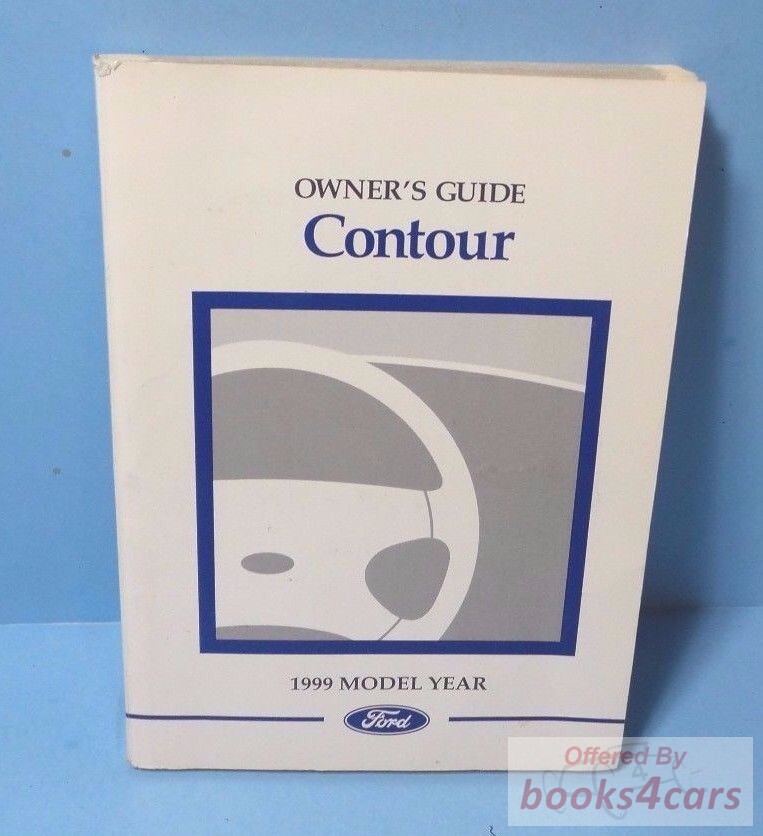 OWNER'S GUIDE
Contour
1999 MODEL YEAR
Ford
Offered By
books4cars